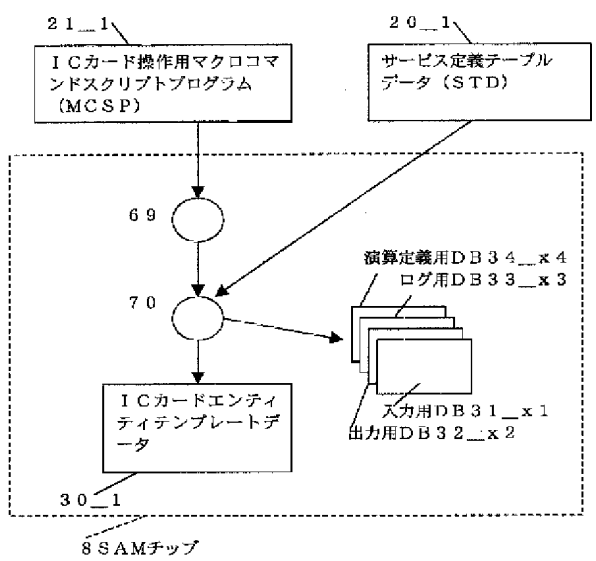 ２１＿１
ＩＣカード操作用マクロコマ
ンドスクリプトプログラム
（ＭＣＳＰ）
２０＿１
サービス定義テーブル
データ（ＳＴＤ）
６９
７０
演算定義用ＤＢ３４＿ｘ４
ログ用ＤＢ３３＿ｘ３
入力用ＤＢ３１＿ｘ１
出力用ＤＢ３２＿ｘ２
ＩＣカードエンティ
ティテンプレートデ
ータ
３０＿１
８ＳＡＭチップ